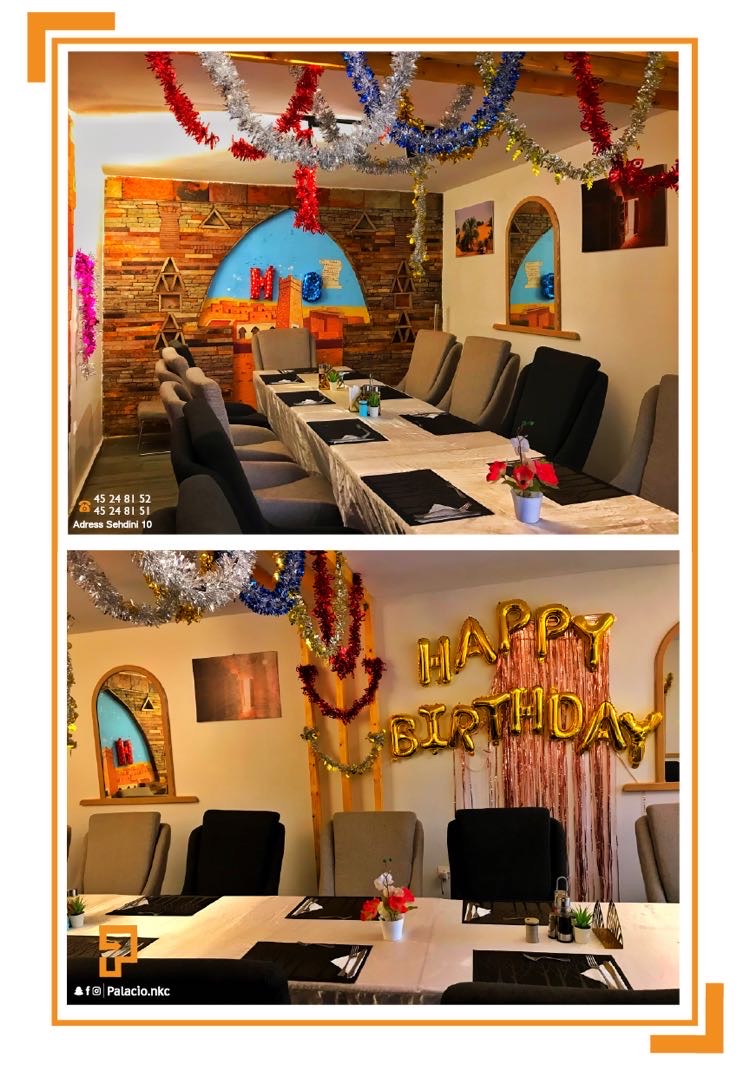 H O
45 24 81 52
45 24 81 51
Adress Sehdini 10
HAPPY
BIRTHDAY
H
Palacio.nkc